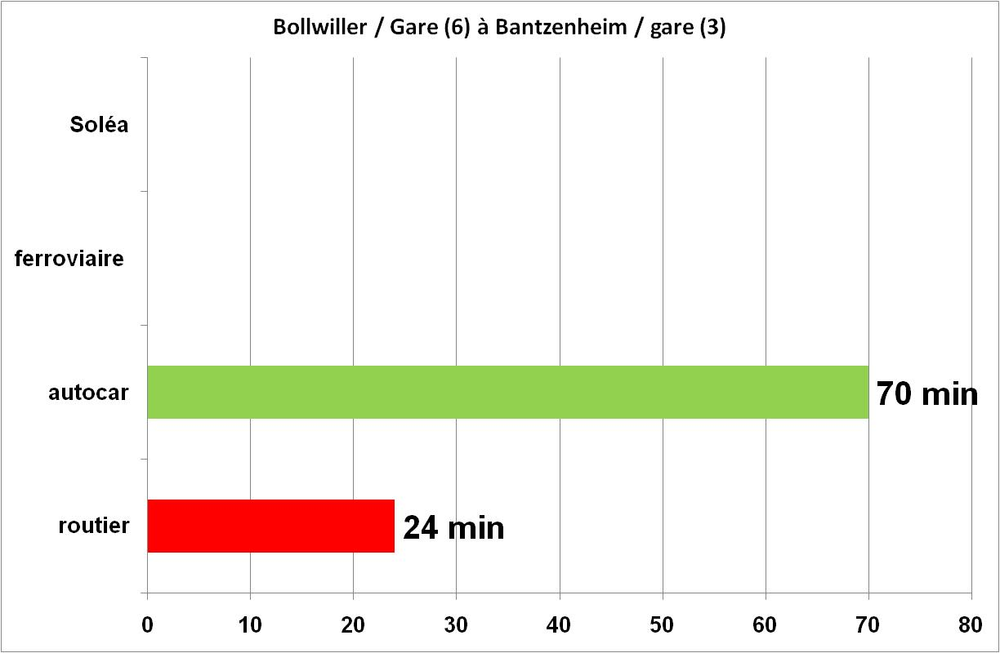 Bollwiller / Gare (6) à Bantzenheim / gare (3)
Soléa
ferroviaire
autocar
70 min
routier
24 min
0 10 20 30 40 50 60 70 80